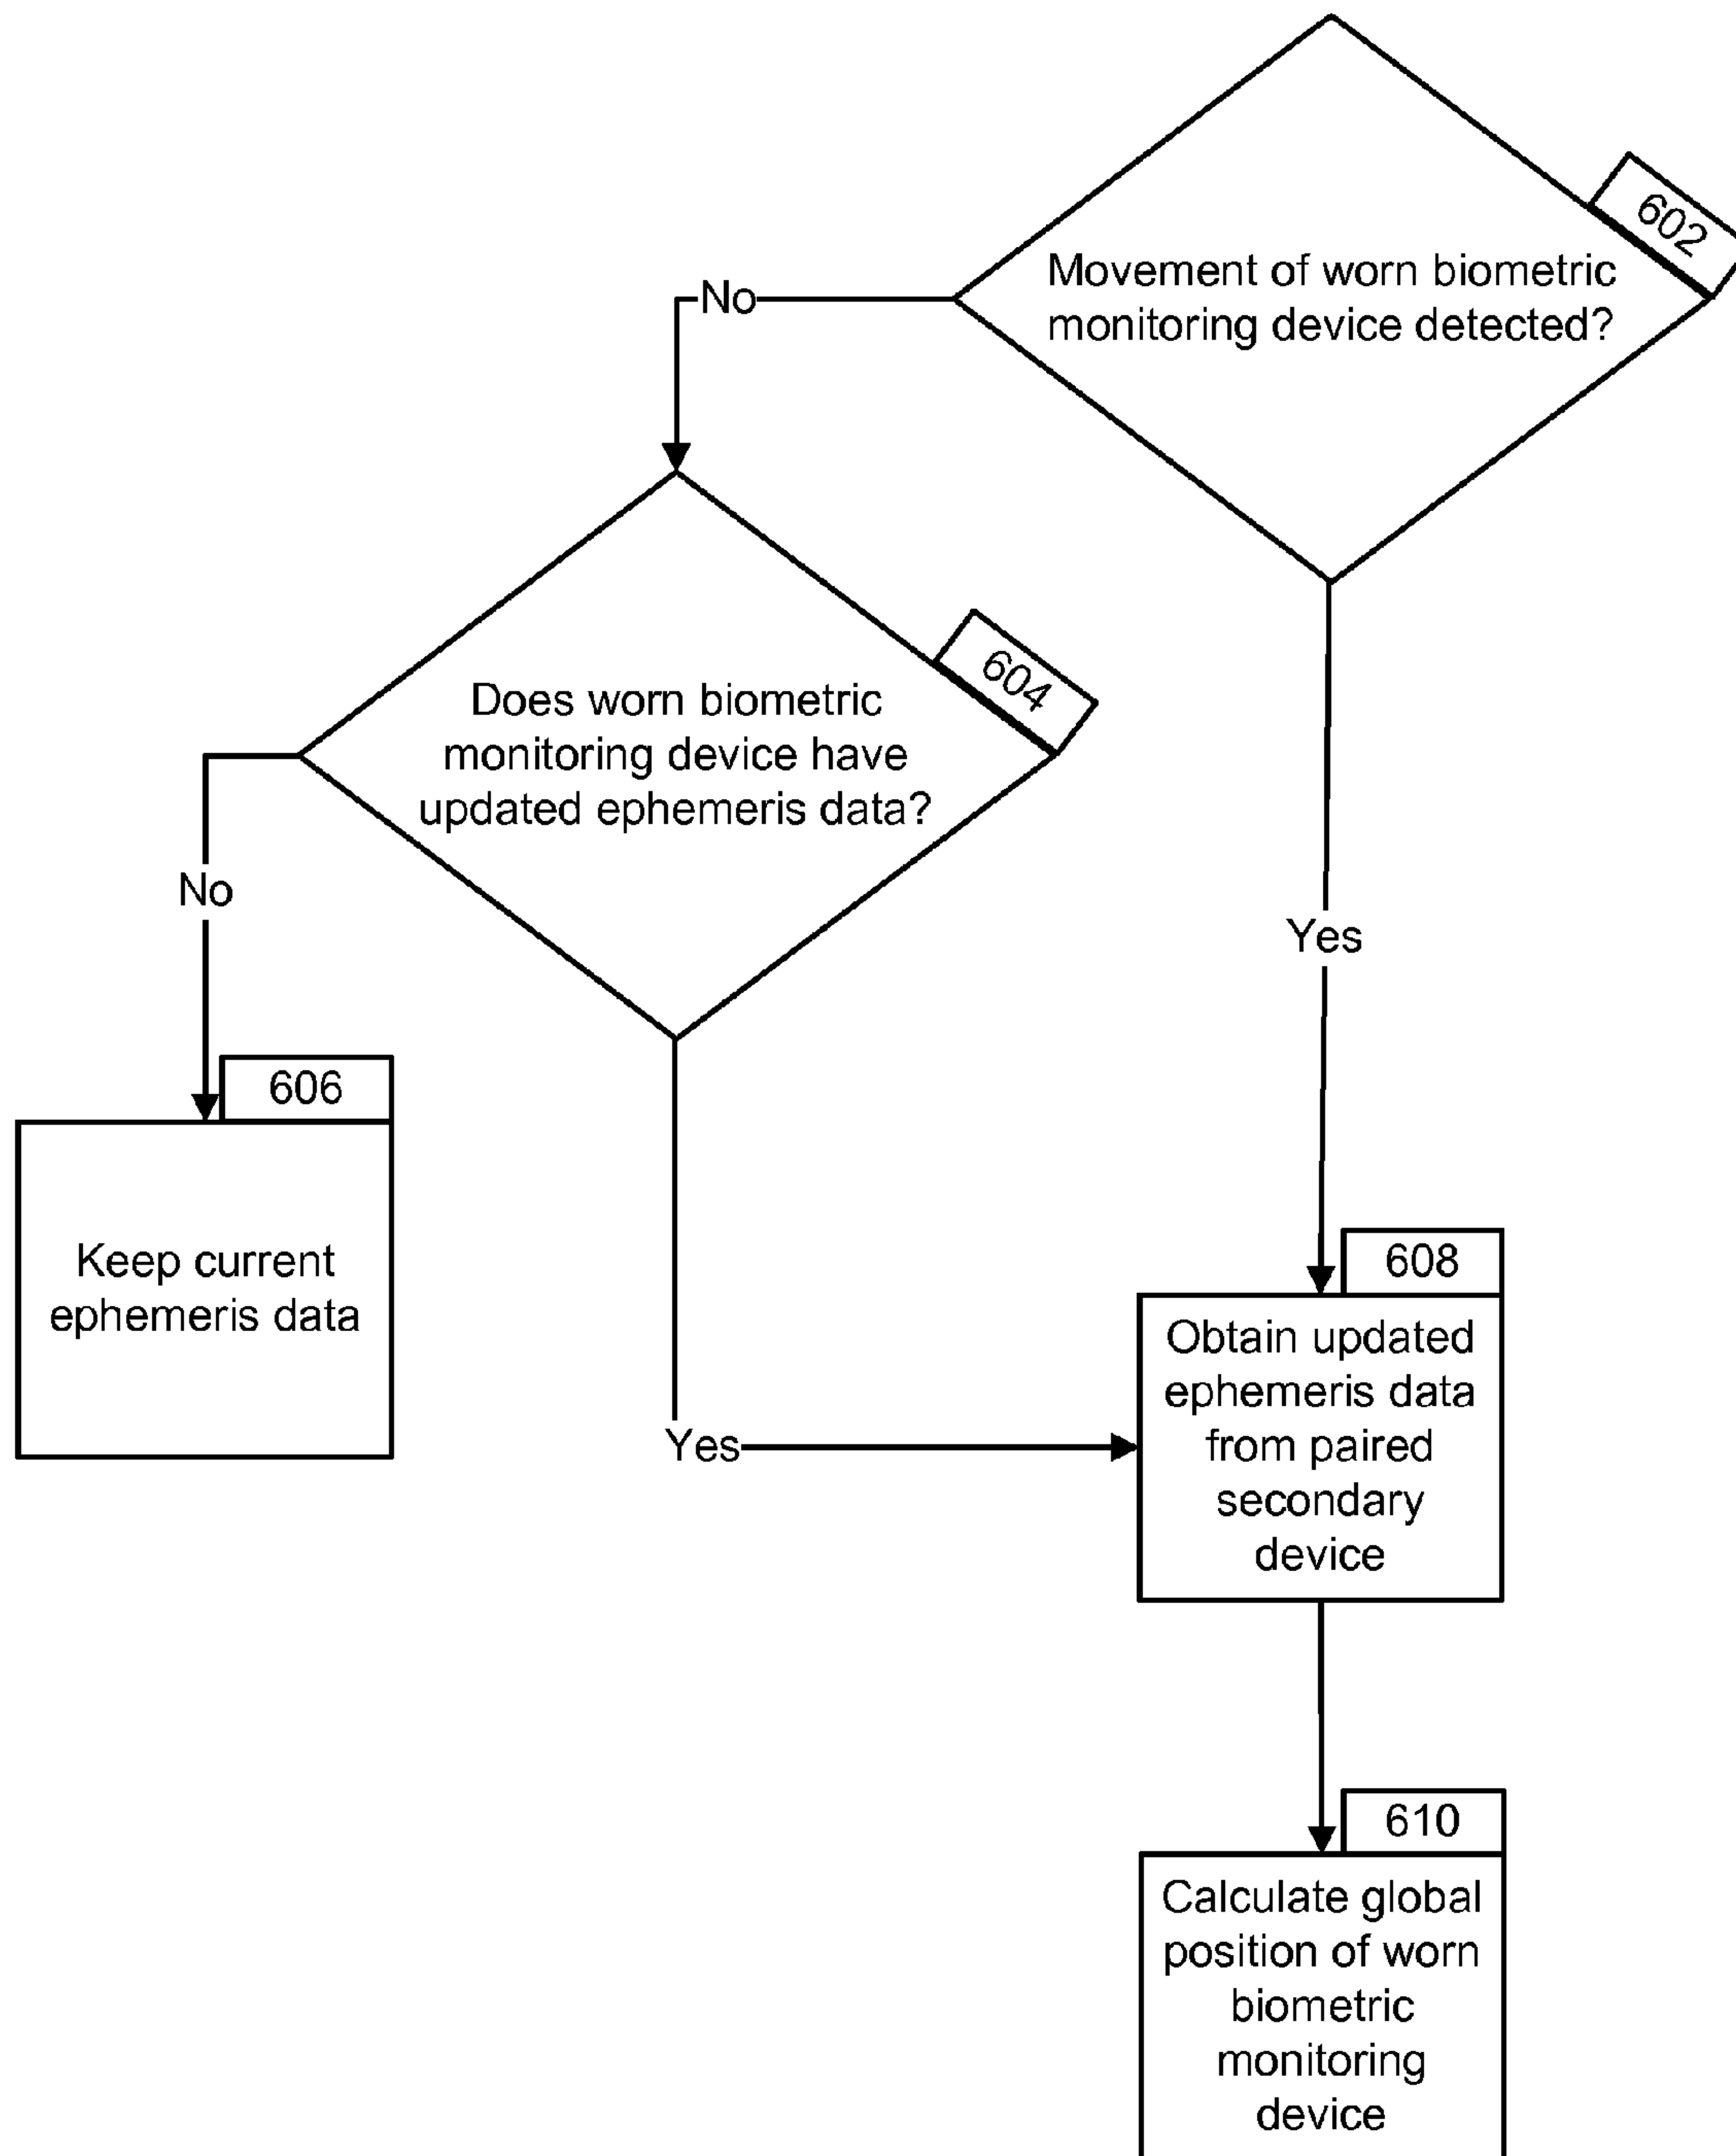 602
Movement of worn biometric
monitoring device detected?
No
604
Does worn biometric
monitoring device have
updated ephemeris data?
No
Yes
606
Keep current
ephemeris data
608
Obtain updated
ephemeris data
from paired
secondary
device
Yes
610
Calculate global
position of worn
biometric
monitoring
device